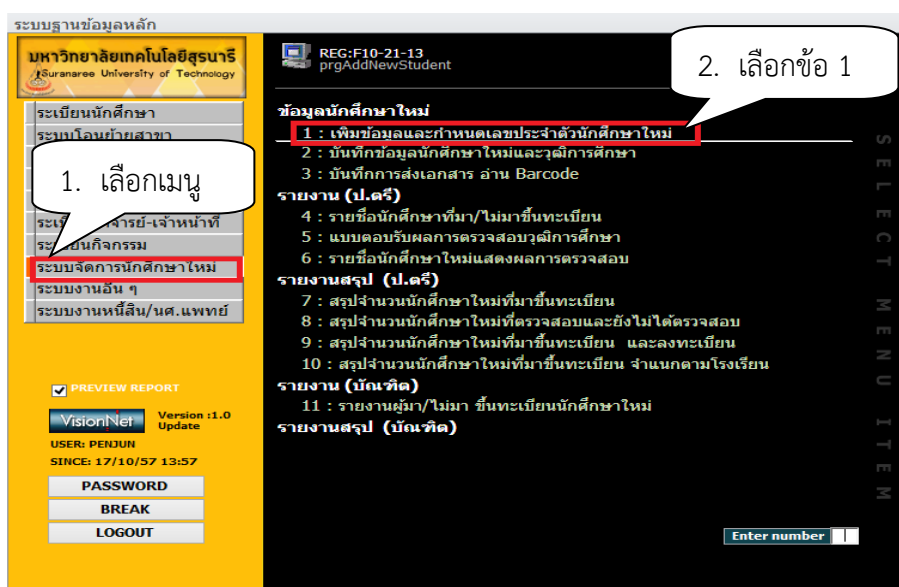 ระบบฐานข้อมูลหลัก
มหาวิทยาลัยเทคโนโลยีสุรนารี
Suranaree University of Technology
ระเบียนนักศึกษา
ระบบโอนย้ายสาขา
1. เลือกเมนู
ระเบียนกิจกรรม
ระบบจัดการนักศึกษาใหม่
ระบบงานอื่น ๆ
ระบบงานหนี้สิน/นศ.แพทย์
PREVIEW REPORT
VisionNet
Version :1.0
Update
USER: PENJUN
SINCE: 17/10/57 13:57
PASSWORD
BREAK
LOGOUT
REG:F10-21-13
prgAddNewStudent
2. เลือกข้อ 1
ข้อมูลนักศึกษาใหม่
1 : เพิ่มข้อมูลและกำหนดเลขประจำตัวนักศึกษาใหม่
2 : บันทึกข้อมูลนักศึกษาใหม่และวุฒิการศึกษา
3 : บันทึกการส่งเอกสาร อ่าน Barcode
รายงาน (ป.ตรี)
4 : รายชื่อนักศึกษาที่มา/ไม่มาขึ้นทะเบียน
5 : แบบตอบรับผลการตรวจสอบวุฒิการศึกษา
6 : รายชื่อนักศึกษาใหม่แสดงผลการตรวจสอบ
รายงานสรุป (ป.ตรี)
7 : สรุปจำนวนนักศึกษาใหม่ที่มาขึ้นทะเบียน
8 : สรุปจำนวนนักศึกษาใหม่ที่ตรวจสอบและยังไม่ได้ตรวจสอบ
9 : สรุปจำนวนนักศึกษาใหม่ที่มาขึ้นทะเบียน และลงทะเบียน
10 : สรุปจำนวนนักศึกษาใหม่ที่มาขึ้นทะเบียน จำแนกตามโรงเรียน
รายงาน (บัณฑิต)
11 : รายงานผู้มา/ไม่มา ขึ้นทะเบียนนักศึกษาใหม่
รายงานสรุป (บัณฑิต)
Enter number
SELECT MENU ITEM